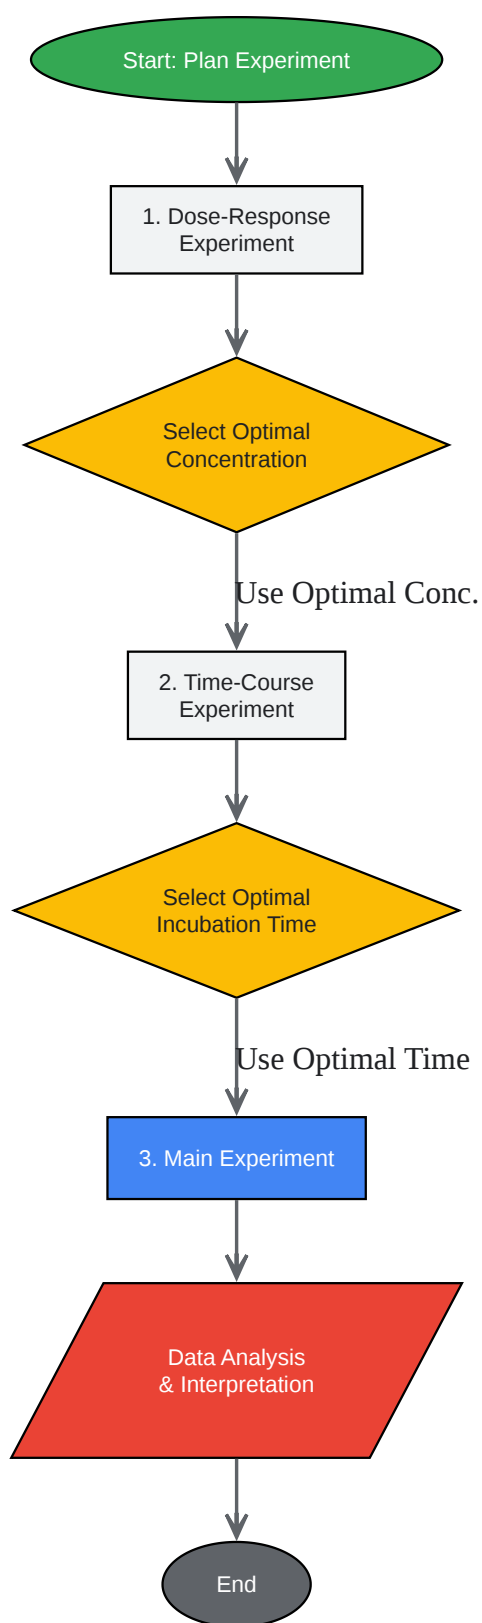 Start: Plan Experiment
1. Dose-Response
Experiment
Select Optimal
Concentration
Use Optimal Conc.
2. Time-Course
Experiment
Select Optimal
Incubation Time
Use Optimal Time
3. Main Experiment
Data Analysis
& Interpretation
End